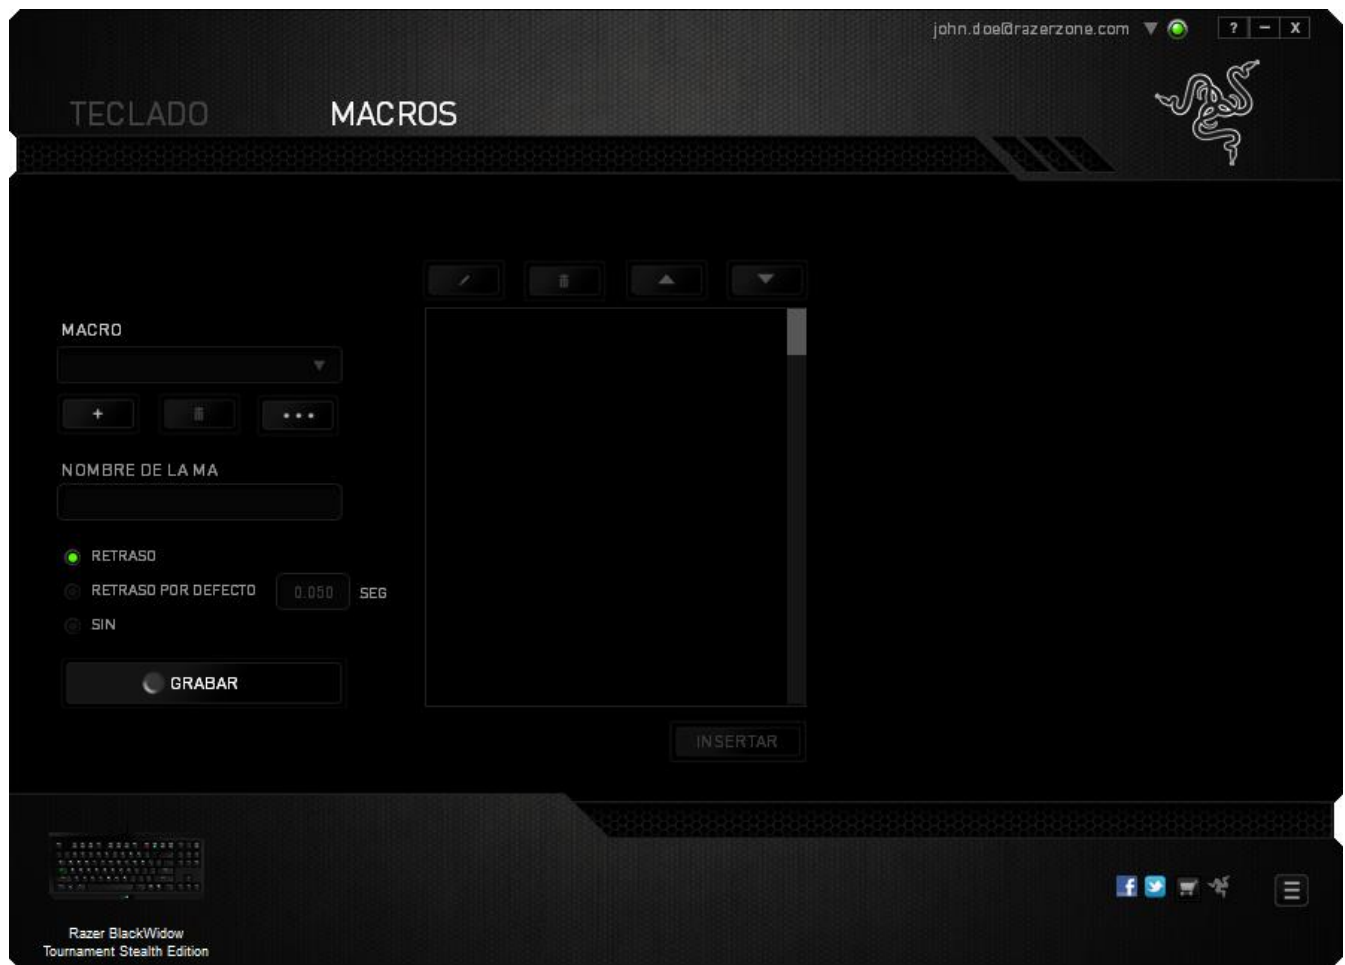 john.doe@razerzone.com
? – X
TECLADO MACROS
MACRO
+ •••
NOMBRE DE LA MA
RETRASO
RETRASO POR DEFECTO 0.050 SEG
SIN
GRABAR
INSERTAR
Razer BlackWidow
Tournament Stealth Edition